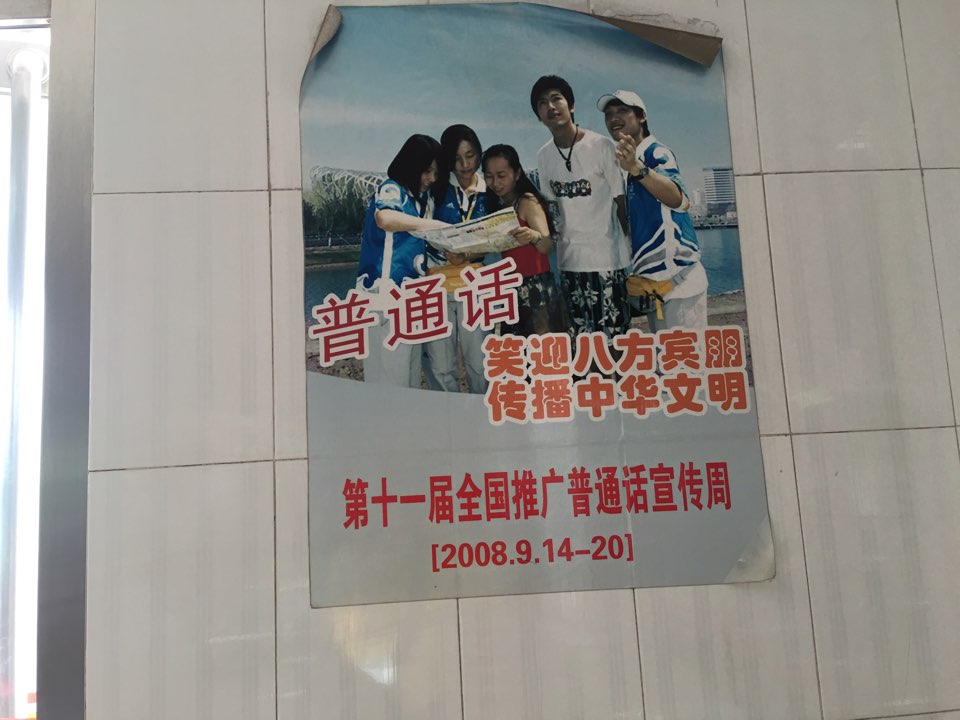 普通话
笑迎八方宾朋
传播中华文明
第十一届全国推广普通话宣传周
[2008.9.14-20]